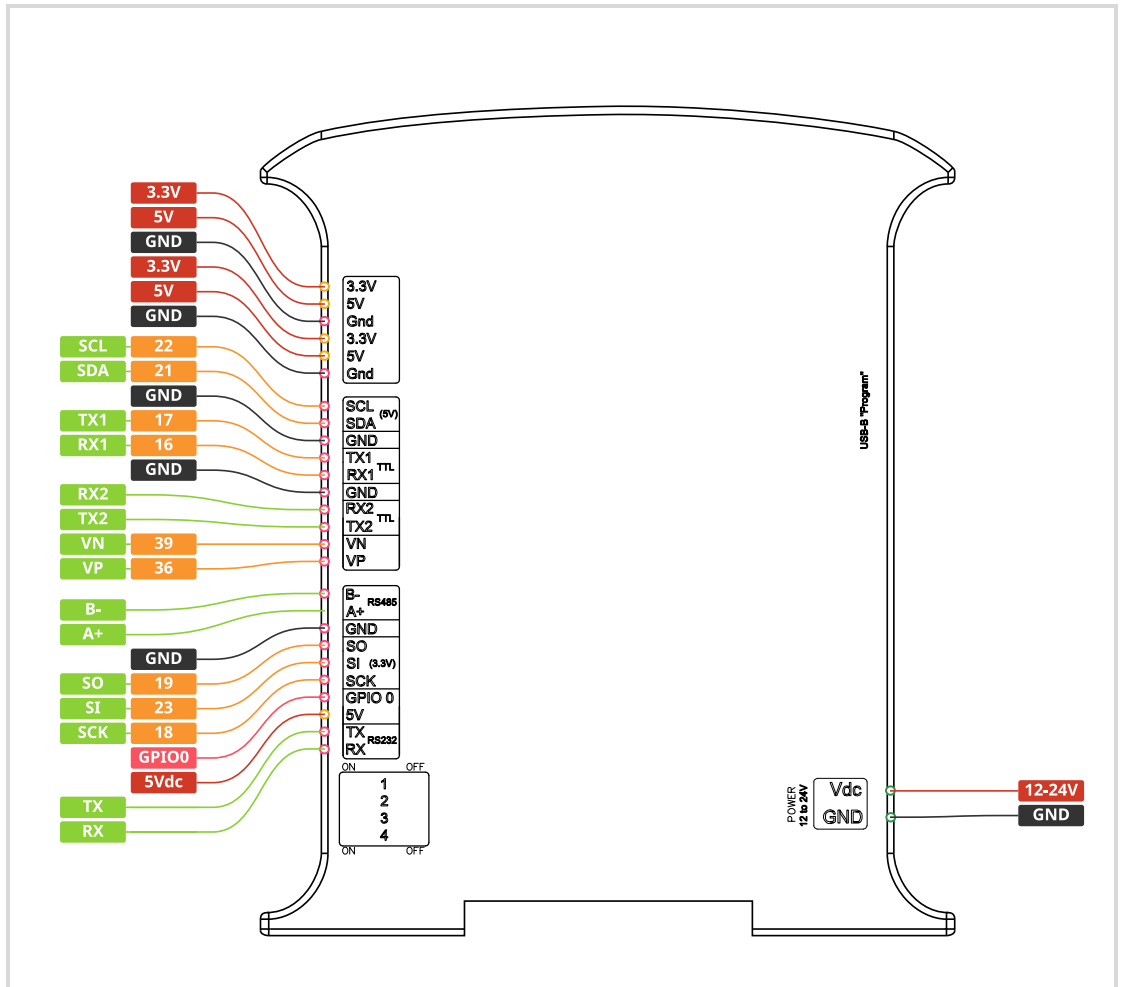 3.3V
5V
GND
3.3V
5V
GND
SCL 22
SDA 21
GND
TX1 17
RX1 16
GND
RX2
TX2
VN 39
VP 36
B-
A+
GND
SO 19
SI 23
SCK 18
GPIO0
5Vdc
TX
RX
3.3V
5V
Gnd
3.3V
5V
Gnd
SCL
SDA
(5V)
GND
TX1
RX1
TTL
GND
RX2
TX2
TTL
VN
VP
B-
A+
RS485
GND
SO
SI (3.3V)
SCK
GPIO 0
5V
TX
RX
RS232
ON OFF
1
2
3
4
ON OFF
USB-B "Program"
POWER
12 to 24V
Vdc
GND
12-24V
GND